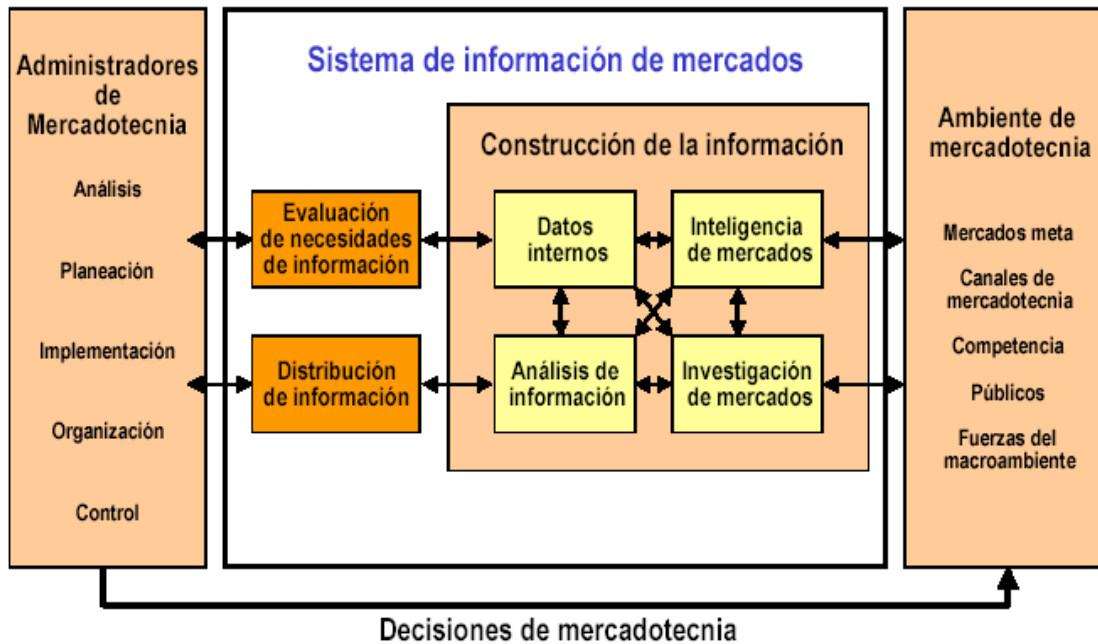 Administradores
de
Mercadotecnia
Análisis
Planeación
Implementación
Organización
Control
Sistema de información de mercados
Evaluación
de necesidades
de información
Distribución
de información
Construcción de la información
Datos
internos
Inteligencia
de mercados
Análisis de
información
Investigación
de mercados
Ambiente de
mercadotecnia
Mercados meta
Canales de
mercadotecnia
Competencia
Públicos
Fuerzas del
macroambiente
Decisiones de mercadotecnia